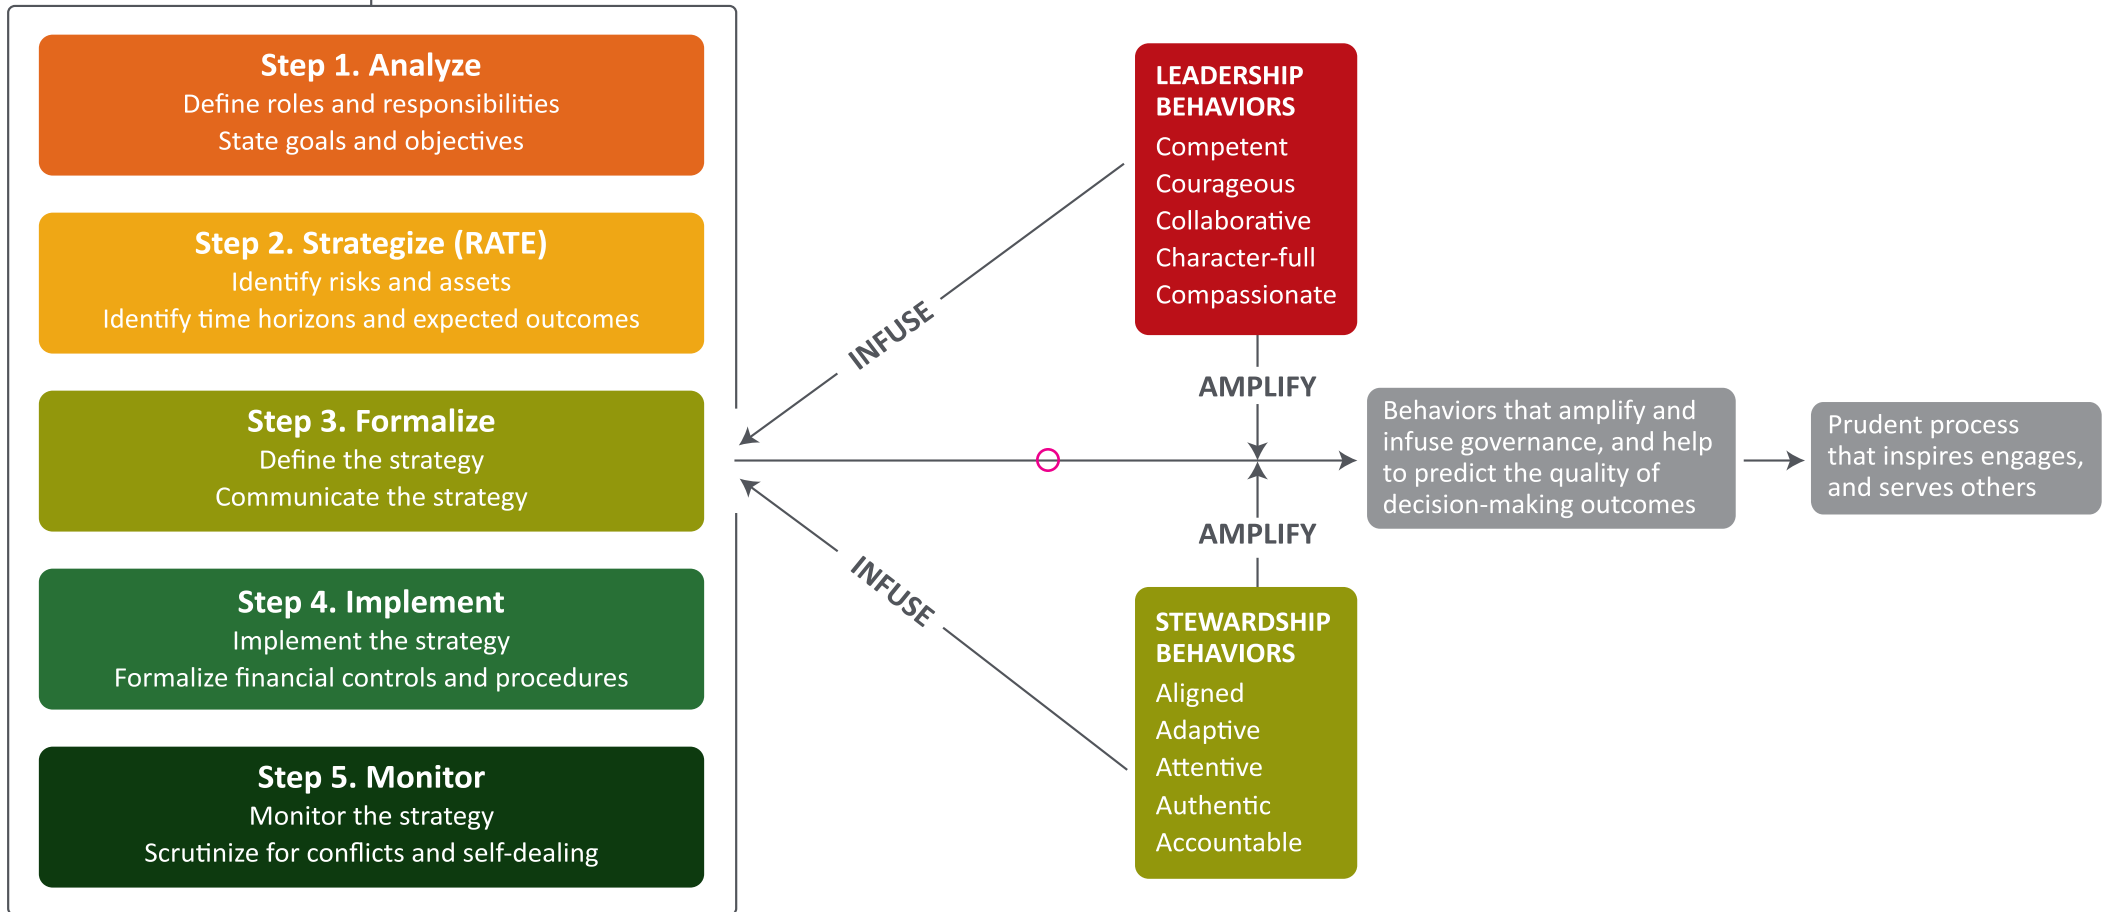 Step 1. Analyze
Define roles and responsibilities
State goals and objectives
Step 2. Strategize (RATE)
Identify risks and assets
Identify time horizons and expected outcomes
Step 3. Formalize
Define the strategy
Communicate the strategy
Step 4. Implement
Implement the strategy
Formalize financial controls and procedures
Step 5. Monitor
Monitor the strategy
Scrutinize for conflicts and self-dealing
INFUSE
INFUSE
LEADERSHIP
BEHAVIORS
Competent
Courageous
Collaborative
Character-full
Compassionate
AMPLIFY
AMPLIFY
STEWARDSHIP
BEHAVIORS
Aligned
Adaptive
Attentive
Authentic
Accountable
Behaviors that amplify and
infuse governance, and help
to predict the quality of
decision-making outcomes
Prudent process
that inspires engages,
and serves others